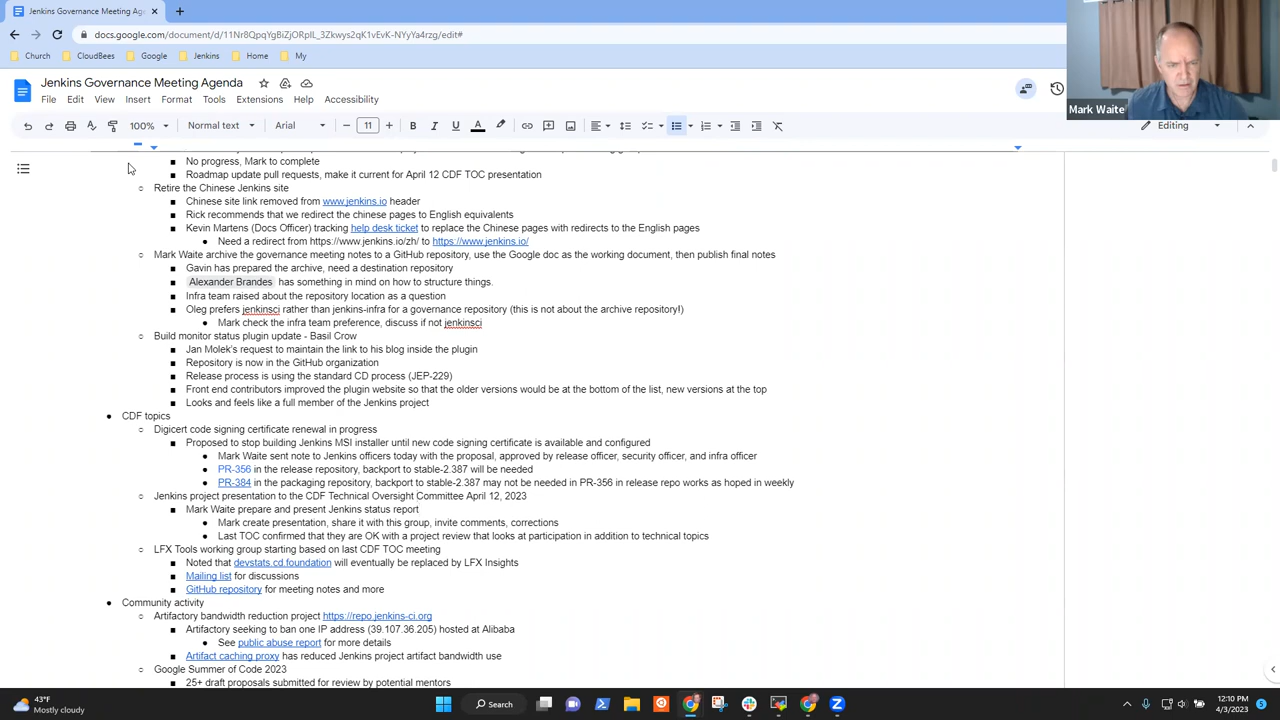 Jenkins Governance Meeting Age
docs.google.com/document/d/11Nr8QpqYgBiZjORpIL_3Zkwys2qK1vEvK-NYyYa4rzg/edit#
Church CloudBees Google Jenkins Home My
Jenkins Governance Meeting Agenda
File Edit View Insert Format Tools Extensions Help Accessibility
Mark Waite
100% Normal text Arial 11 Editing
No progress, Mark to complete
Roadmap update pull requests, make it current for April 12 CDF TOC presentation
Retire the Chinese Jenkins site
Chinese site link removed from www.jenkins.io header
Rick recommends that we redirect the chinese pages to English equivalents
Kevin Martens (Docs Officer) tracking help desk ticket to replace the Chinese pages with redirects to the English pages
Need a redirect from https://www.jenkins.io/zh/ to https://www.jenkins.io/
Mark Waite archive the governance meeting notes to a GitHub repository, use the Google doc as the working document, then publish final notes
Gavin has prepared the archive, need a destination repository
Alexander Brandes has something in mind on how to structure things.
Infra team raised about the repository location as a question
Oleg prefers jenkinsci rather than jenkins-infra for a governance repository (this is not about the archive repository!)
Mark check the infra team preference, discuss if not jenkinsci
Build monitor status plugin update - Basil Crow
Jan Molek's request to maintain the link to his blog inside the plugin
Repository is now in the GitHub organization
Release process is using the standard CD process (JEP-229)
Front end contributors improved the plugin website so that the older versions would be at the bottom of the list, new versions at the top
Looks and feels like a full member of the Jenkins project
CDF topics
Digicert code signing certificate renewal in progress
Proposed to stop building Jenkins MSI installer until new code signing certificate is available and configured
Mark Waite sent note to Jenkins officers today with the proposal, approved by release officer, security officer, and infra officer
PR-356 in the release repository, backport to stable-2.387 will be needed
PR-384 in the packaging repository, backport to stable-2.387 may not be needed in PR-356 in release repo works as hoped in weekly
Jenkins project presentation to the CDF Technical Oversight Committee April 12, 2023
Mark Waite prepare and present Jenkins status report
Mark create presentation, share it with this group, invite comments, corrections
Last TOC confirmed that they are OK with a project review that looks at participation in addition to technical topics
LFX Tools working group starting based on last CDF TOC meeting
Noted that devstats.cd.foundation will eventually be replaced by LFX Insights
Mailing list for discussions
GitHub repository for meeting notes and more
Community activity
Artifactory bandwidth reduction project https://repo.jenkins-ci.org
Artifactory seeking to ban one IP address (39.107.36.205) hosted at Alibaba
See public abuse report for more details
Artifact caching proxy has reduced Jenkins project artifact bandwidth use
Google Summer of Code 2023
25+ draft proposals submitted for review by potential mentors
43°F
Mostly cloudy
Search
12:10 PM
4/3/2023